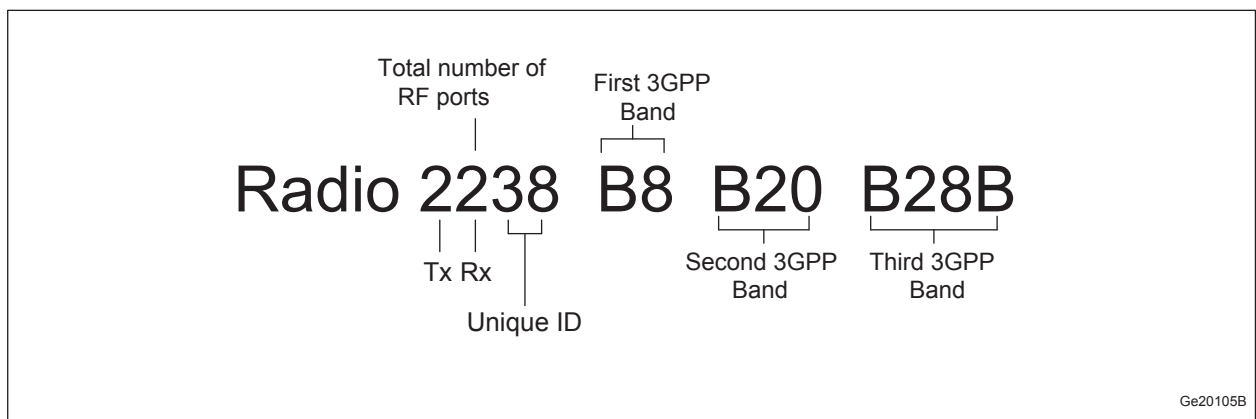 Total number of
RF ports
First 3GPP
Band
Radio 2238 B8 B20 B28B
Tx Rx
Unique ID
Second 3GPP
Band
Third 3GPP
Band
Ge20105B